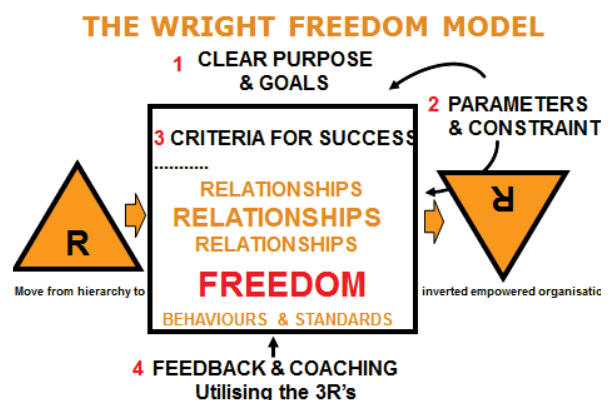 THE WRIGHT FREEDOM MODEL
1 CLEAR PURPOSE
& GOALS
2 PARAMETERS
& CONSTRAINT
3 CRITERIA FOR SUCCESS
...........
RELATIONSHIPS
RELATIONSHIPS
RELATIONSHIPS
FREEDOM
BEHAVIOURS & STANDARDS
R
R
Move from hierarchy to
inverted empowered organisatio
4 FEEDBACK & COACHING
Utilising the 3R's